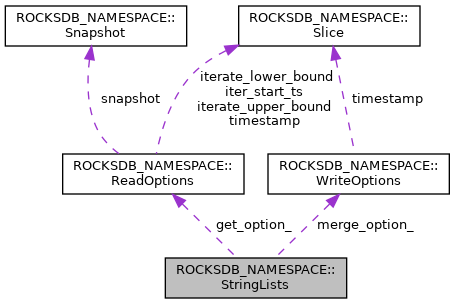 ROCKSDB_NAMESPACE::
Snapshot
ROCKSDB_NAMESPACE::
Slice
snapshot
iterate_lower_bound
iter_start_ts
iterate_upper_bound
timestamp
timestamp
ROCKSDB_NAMESPACE::
ReadOptions
ROCKSDB_NAMESPACE::
WriteOptions
get_option_
merge_option_
ROCKSDB_NAMESPACE::
StringLists